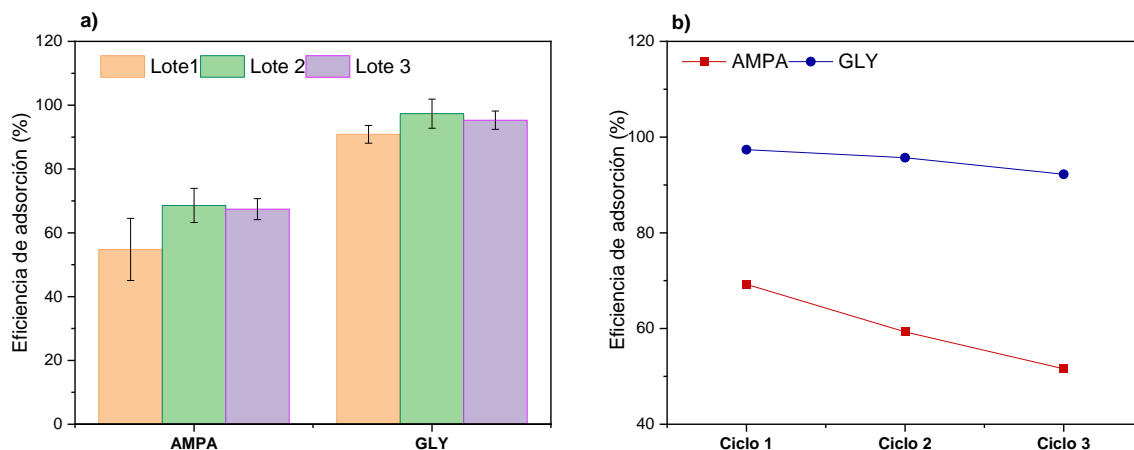 a)
Eficiencia de adsorción (%)
120
100
80
60
40
20
0
Lote1 Lote 2 Lote 3
AMPA GLY
b)
Eficiencia de adsorción (%)
120
100
80
60
40
AMPA GLY
Ciclo 1 Ciclo 2 Ciclo 3